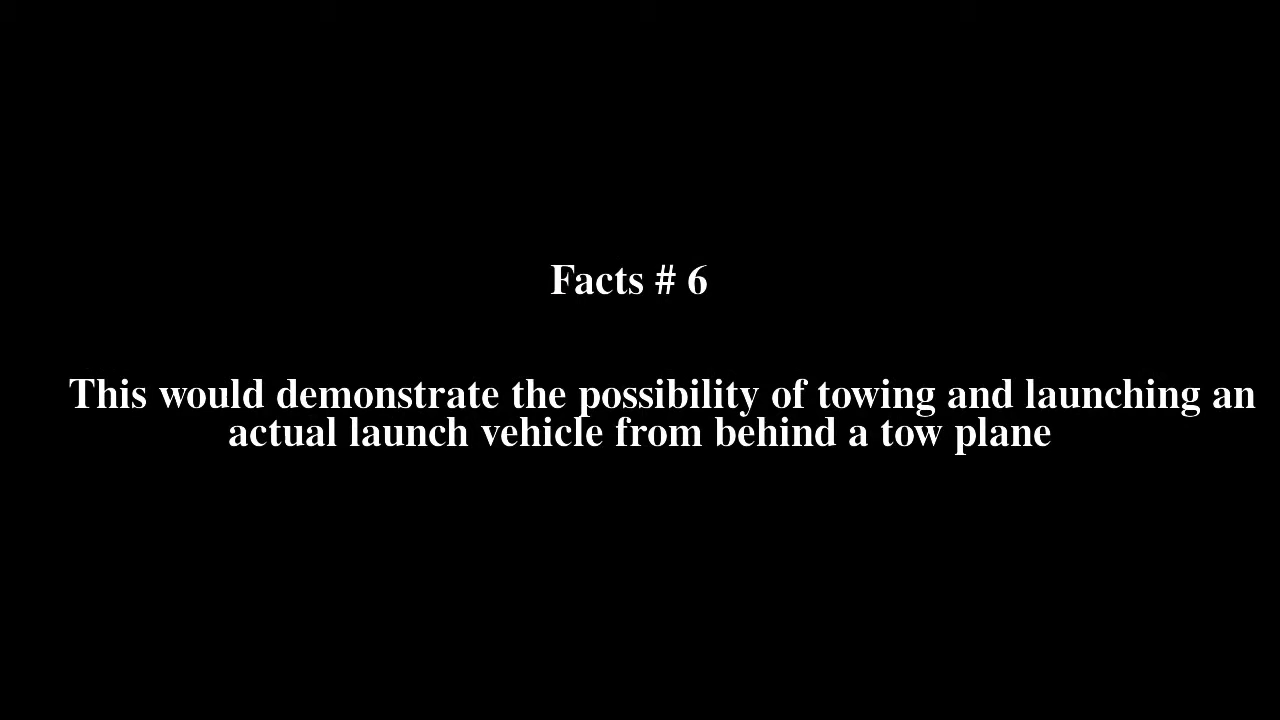 Facts # 6
This would demonstrate the possibility of towing and launching an
actual launch vehicle from behind a tow plane